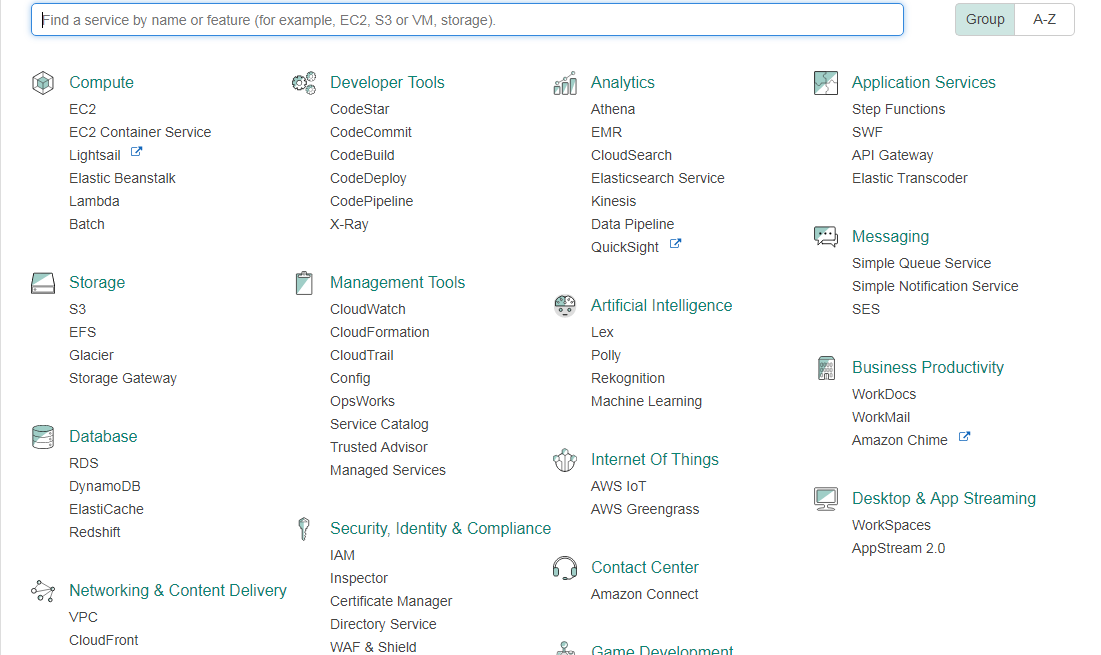 Find a service by name or feature (for example, EC2, S3 or VM, storage).
Group
A-Z
Compute
EC2
EC2 Container Service
Lightsail
Elastic Beanstalk
Lambda
Batch
Storage
S3
EFS
Glacier
Storage Gateway
Database
RDS
DynamoDB
ElastiCache
Redshift
Networking & Content Delivery
VPC
CloudFront
Developer Tools
CodeStar
CodeCommit
CodeBuild
CodeDeploy
CodePipeline
X-Ray
Management Tools
CloudWatch
CloudFormation
CloudTrail
Config
OpsWorks
Service Catalog
Trusted Advisor
Managed Services
Security, Identity & Compliance
IAM
Inspector
Certificate Manager
Directory Service
WAF & Shield
Analytics
Athena
EMR
CloudSearch
Elasticsearch Service
Kinesis
Data Pipeline
QuickSight
Artificial Intelligence
Lex
Polly
Rekognition
Machine Learning
Internet Of Things
AWS IoT
AWS Greengrass
Contact Center
Amazon Connect
Game Development
Application Services
Step Functions
SWF
API Gateway
Elastic Transcoder
Messaging
Simple Queue Service
Simple Notification Service
SES
Business Productivity
WorkDocs
WorkMail
Amazon Chime
Desktop & App Streaming
WorkSpaces
AppStream 2.0